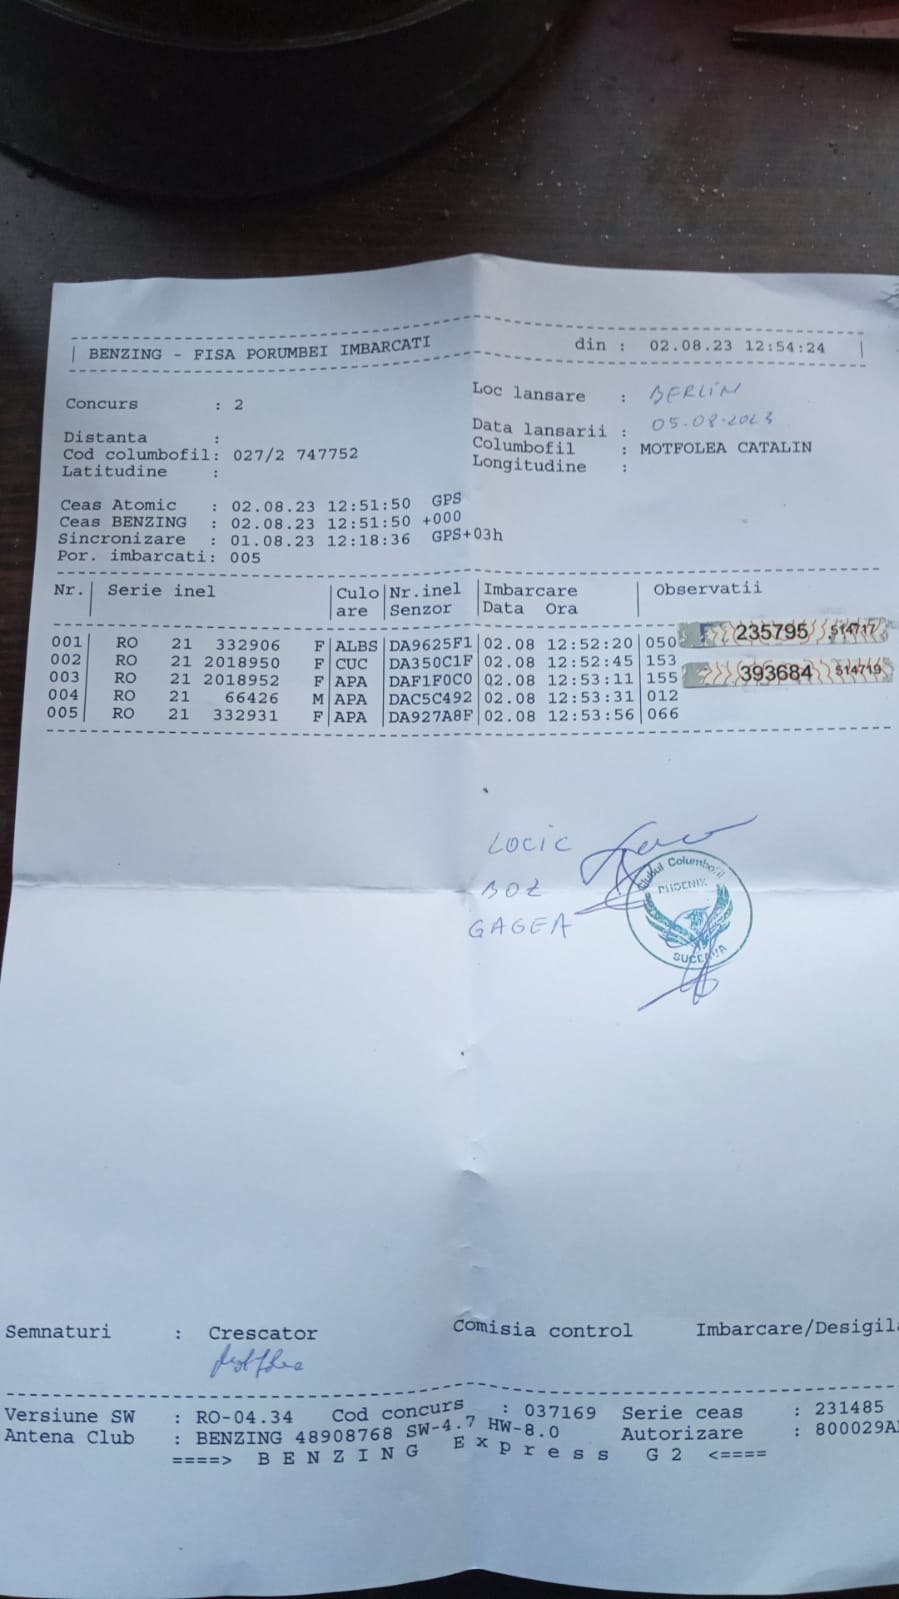 BENZING - FISA PORUMBEI IMBARCATI din : 02.08.23 12:54:24
Concurs : 2 Loc lansare : BERLIN
Data lansarii : 05.08.2023
Distanta : Columbofil : MOTFOLEA CATALIN
Cod columbofil: 027/2 747752 Longitudine :
Latitudine :
Ceas Atomic : 02.08.23 12:51:50 GPS
Ceas BENZING : 02.08.23 12:51:50 +000
Sincronizare : 01.08.23 12:18:36 GPS+03h
Por. imbarcati: 005
Nr.| Serie inel |Culo|Nr.inel |Imbarcare | Observatii
|are |Senzor |Data Ora |
001| RO 21 332906 F|ALBS|DA9625F1|02.08 12:52:20|050 235795 514717
002| RO 21 2018950 F|CUC |DA350C1F|02.08 12:52:45|153
003| RO 21 2018952 F|APA |DAF1F0C0|02.08 12:53:11|155 393684 514719
004| RO 21 66426 M|APA |DAC5C492|02.08 12:53:31|012
005| RO 21 332931 F|APA |DA927A8F|02.08 12:53:56|066
LOCIC
BOZ
GAGEA
Clubul Columbofil
PHOENIX
SUCEAVA
Semnaturi : Crescator Comisia control Imbarcare/Desigila
Versiune SW : RO-04.34 Cod concurs : 037169 Serie ceas : 231485
Antena Club : BENZING 48908768 SW-4.7 HW-8.0 Autorizare : 800029A
====> B E N Z I N G E x p r e s s G 2 <====